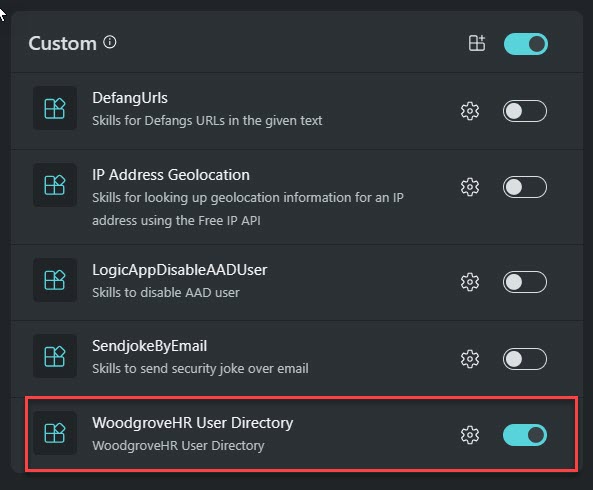 Custom
DefangUrls
Skills for Defangs URLs in the given text
IP Address Geolocation
Skills for looking up geolocation information for an IP
address using the Free IP API
LogicAppDisableAADUser
Skills to disable AAD user
SendjokeByEmail
Skills to send security joke over email
WoodgroveHR User Directory
WoodgroveHR User Directory